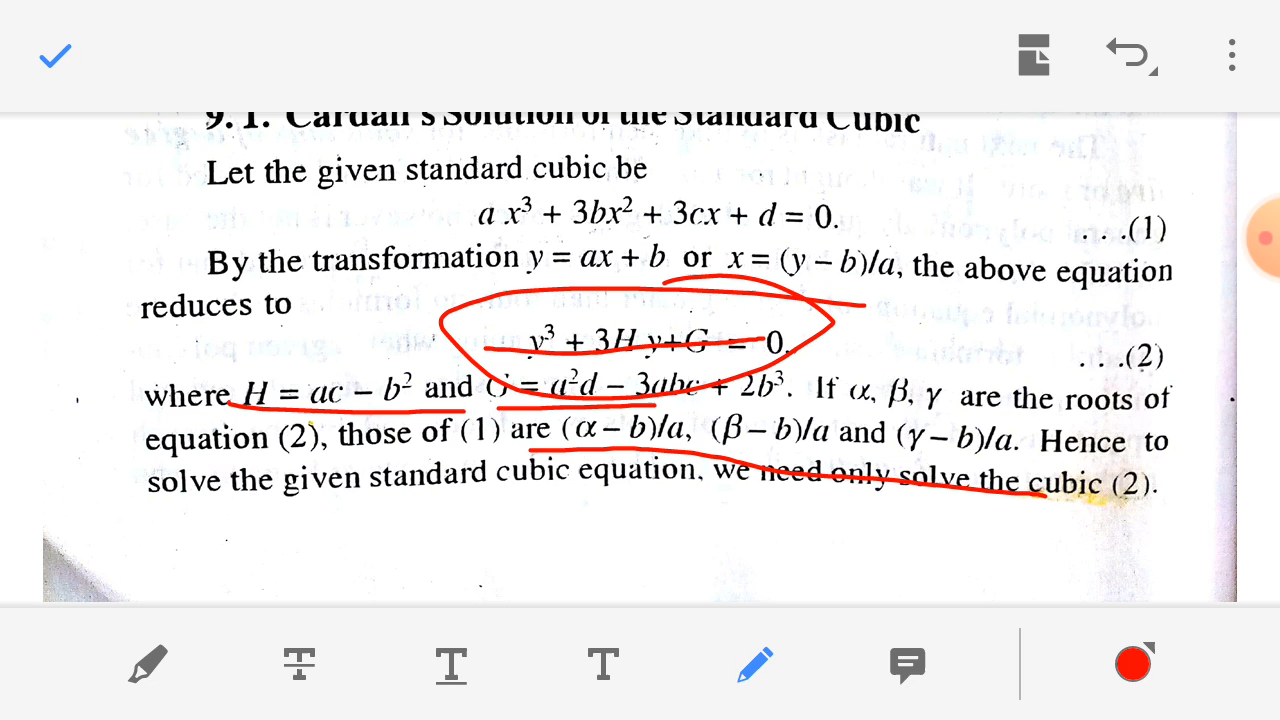 9. 1. Cardan's Solution of the Standard Cubic
Let the given standard cubic be
a x³ + 3bx² + 3cx + d = 0. . .(1)
By the transformation y = ax + b or x = (y – b)/a, the above equation
reduces to
y³ + 3H y+G = 0, . . .(2)
where H = ac – b² and G = a²d – 3abc + 2b³. If α, β, γ are the roots of
equation (2), those of (1) are (α – b)/a, (β – b)/a and (γ – b)/a. Hence to
solve the given standard cubic equation, we need only solve the cubic (2).
T
T
T